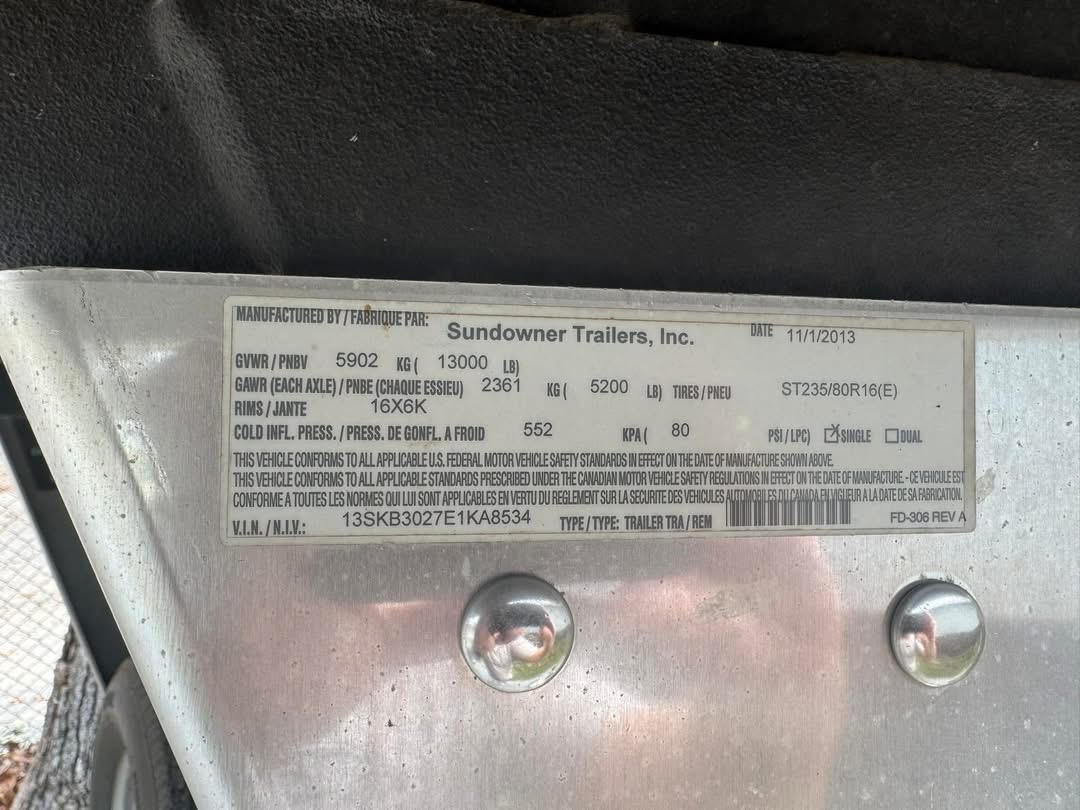 MANUFACTURED BY / FABRIQUE PAR: Sundowner Trailers, Inc. DATE 11/1/2013
GVWR / PNBV 5902 KG ( 13000 LB)
GAWR (EACH AXLE) / PNBE (CHAQUE ESSIEU) 2361 KG ( 5200 LB) TIRES / PNEU ST235/80R16(E)
RIMS / JANTE 16X6K
COLD INFL. PRESS. / PRESS. DE GONFL. A FROID 552 KPA ( 80 PSI / LPC) SINGLE DUAL
THIS VEHICLE CONFORMS TO ALL APPLICABLE U.S. FEDERAL MOTOR VEHICLE SAFETY STANDARDS IN EFFECT ON THE DATE OF MANUFACTURE SHOWN ABOVE.
THIS VEHICLE CONFORMS TO ALL APPLICABLE STANDARDS PRESCRIBED UNDER THE CANADIAN MOTOR VEHICLE SAFETY REGULATIONS IN EFFECT ON THE DATE OF MANUFACTURE. - CE VEHICULE EST
CONFORME A TOUTES LES NORMES QUI LUI SONT APPLICABLES EN VERTU DU REGLEMENT SUR LA SECURITE DES VEHICULES AUTOMOBILES DU CANADA EN VIGUEUR A LA DATE DE SA FABRICATION.
V.I.N. / N.I.V.: 13SKB3027E1KA8534 TYPE / TYPE: TRAILER TRA / REM FD-306 REV A